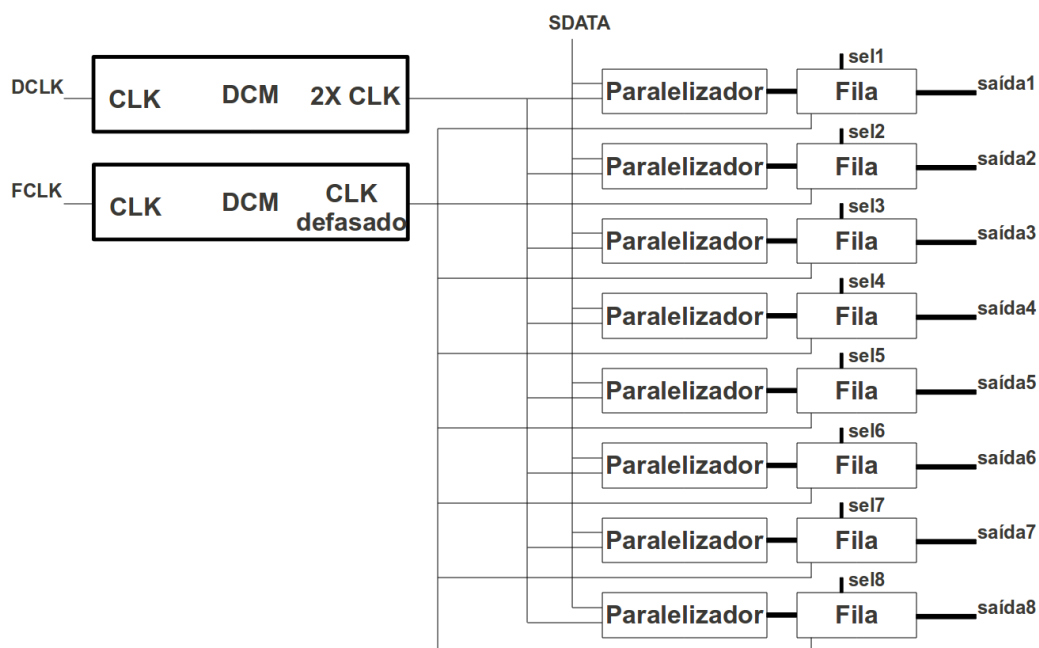 SDATA
DCLK
CLK DCM 2X CLK
FCLK
CLK DCM CLK
defasado
sel1
Paralelizador Fila saída1
sel2
Paralelizador Fila saída2
sel3
Paralelizador Fila saída3
sel4
Paralelizador Fila saída4
sel5
Paralelizador Fila saída5
sel6
Paralelizador Fila saída6
sel7
Paralelizador Fila saída7
sel8
Paralelizador Fila saída8